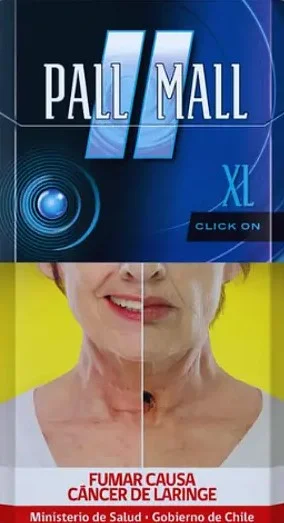 PALL MALL
XL
CLICK ON
FUMAR CAUSA
CÁNCER DE LARINGE
Ministerio de Salud • Gobierno de Chile